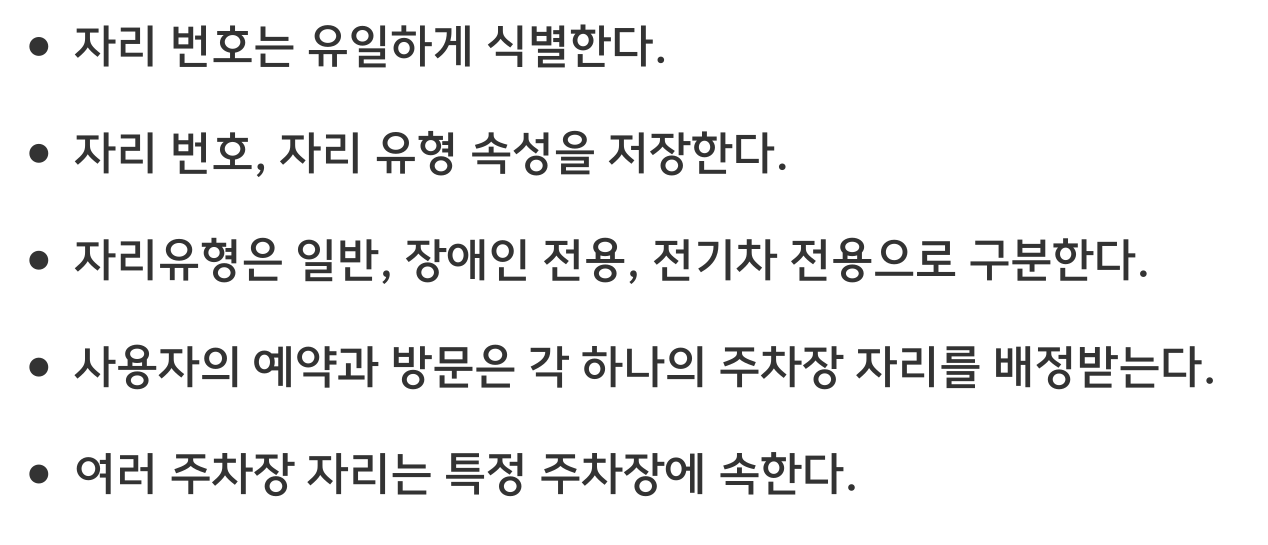 ● 자리 번호는 유일하게 식별한다.
● 자리 번호, 자리 유형 속성을 저장한다.
● 자리유형은 일반, 장애인 전용, 전기차 전용으로 구분한다.
● 사용자의 예약과 방문은 각 하나의 주차장 자리를 배정받는다.
● 여러 주차장 자리는 특정 주차장에 속한다.